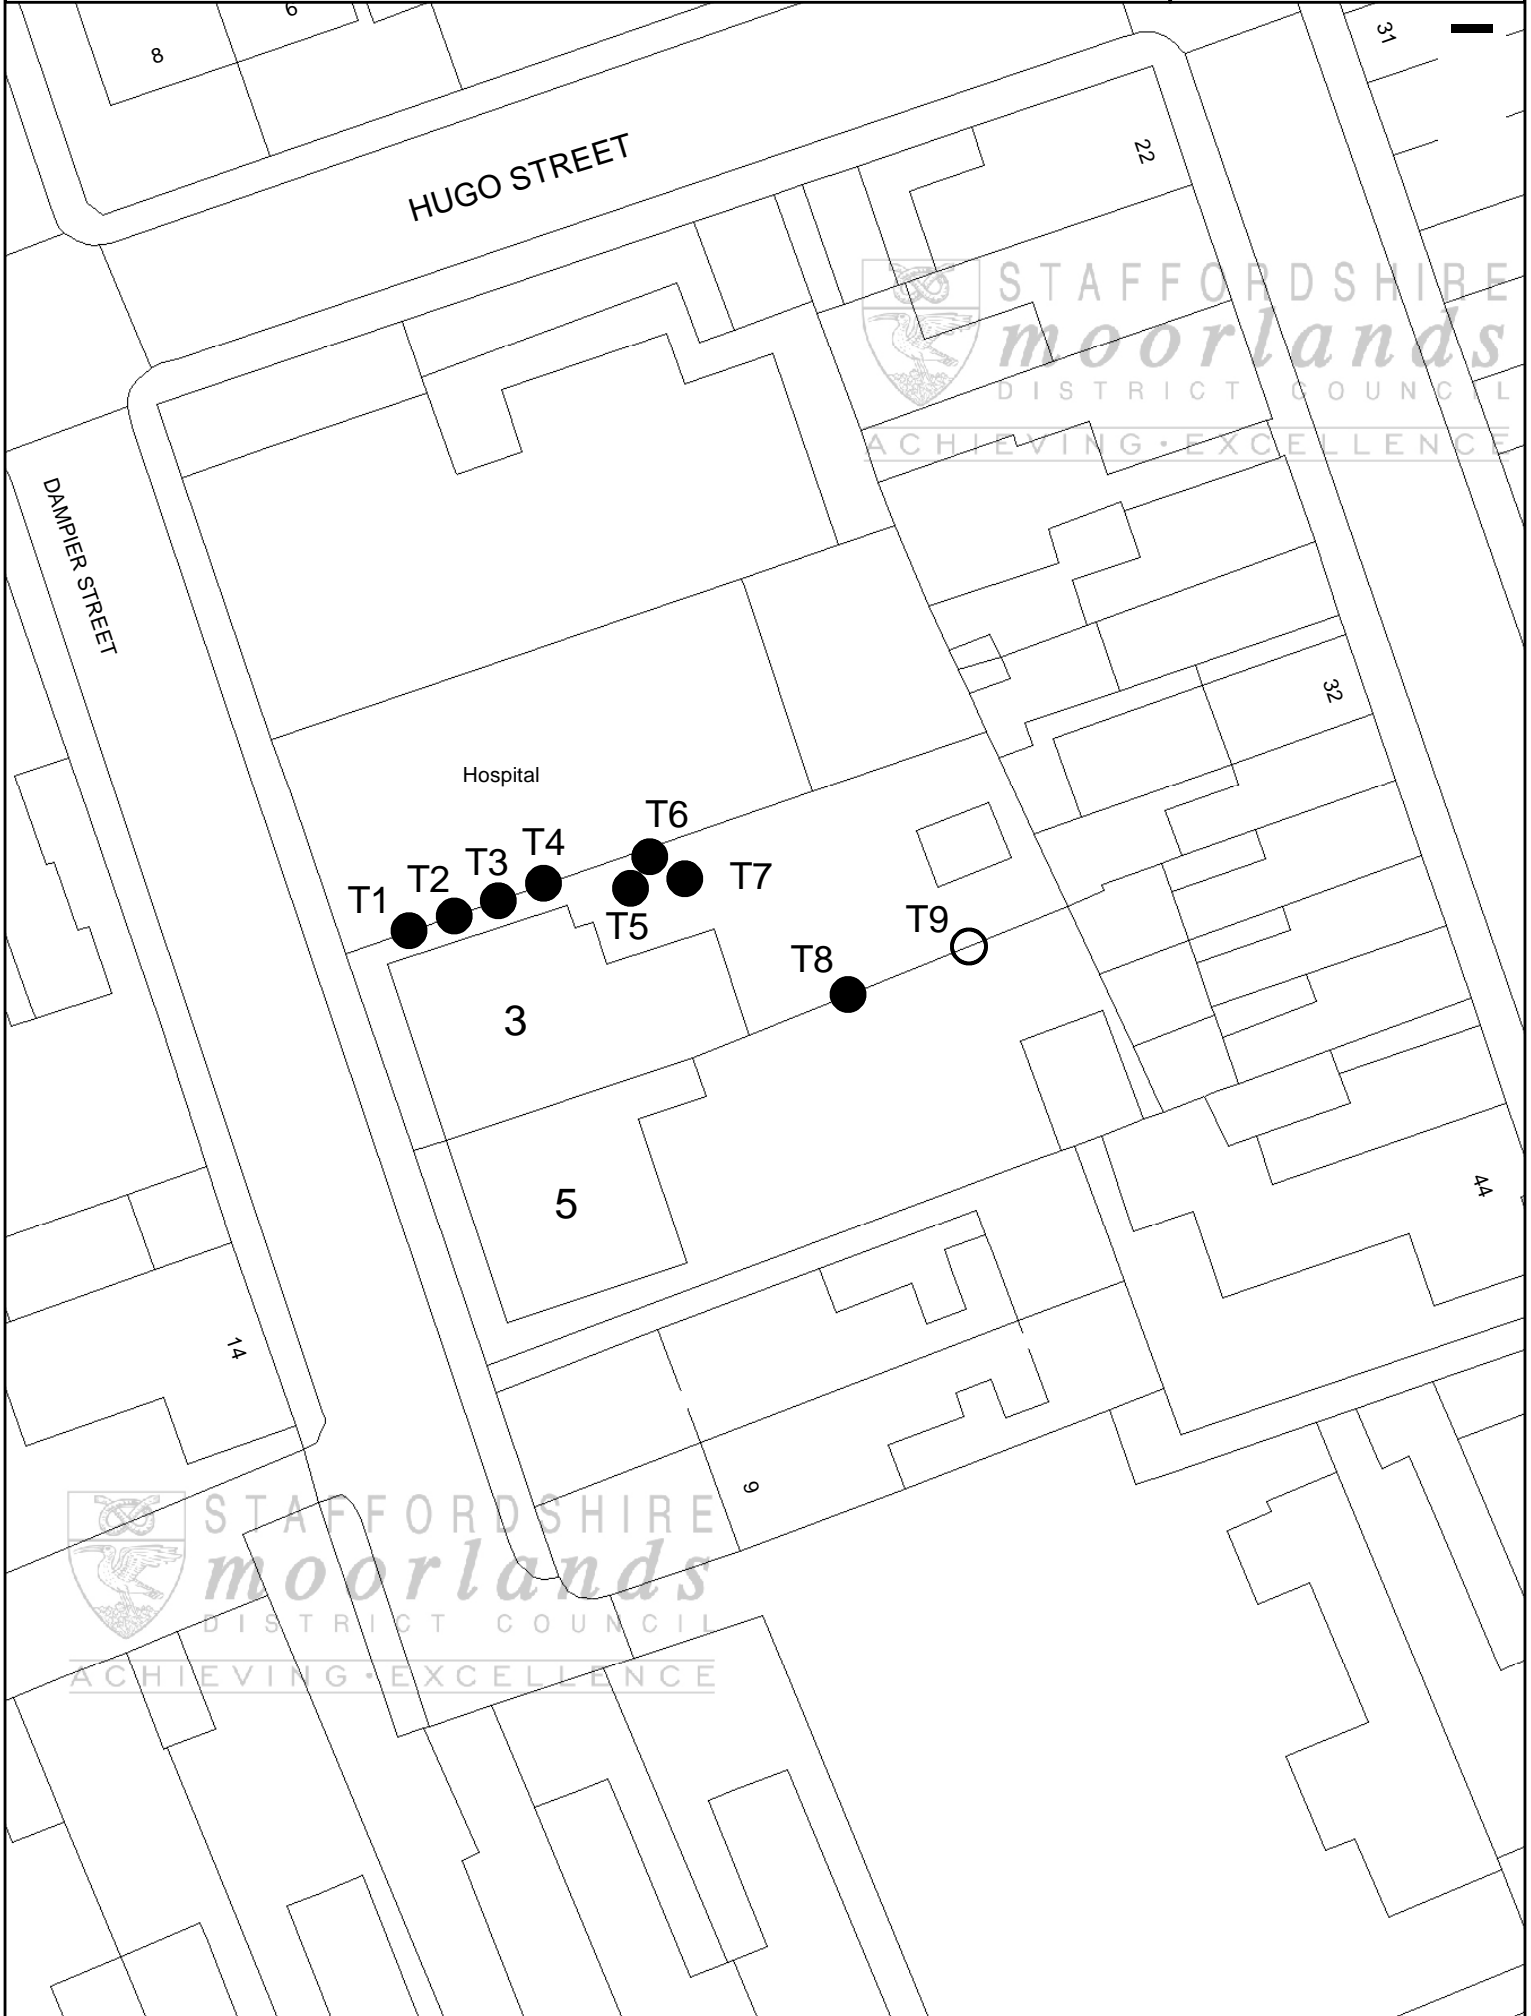 6
8
31
HUGO STREET
22
STAFFORDSHIRE
moorlands
DISTRICT COUNCIL
ACHIEVING · EXCELLENCE
DAMPIER STREET
32
Hospital
T6
T4
T3
T2
T1
T7
T5
T9
T8
3
5
44
14
9
STAFFORDSHIRE
moorlands
DISTRICT COUNCIL
ACHIEVING · EXCELLENCE